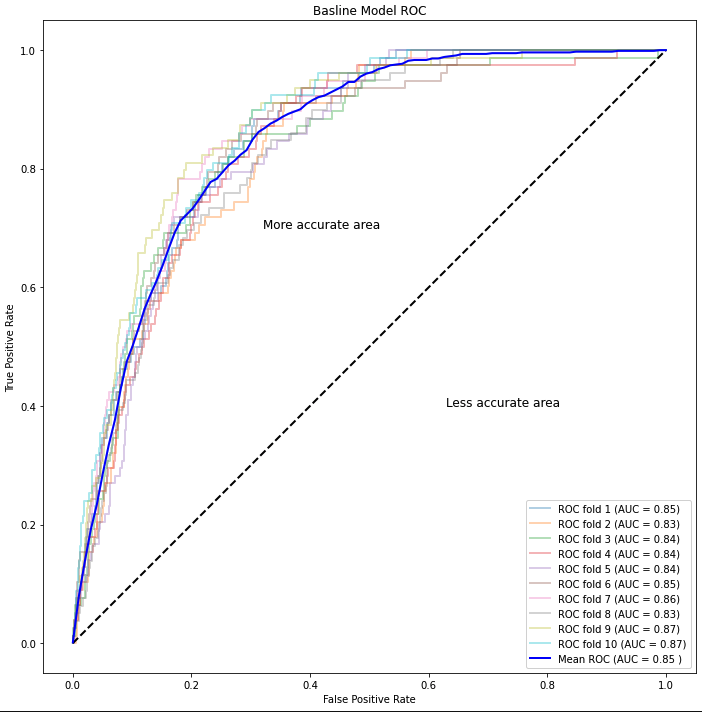 Basline Model ROC
True Positive Rate
1.0
0.8
0.6
0.4
0.2
0.0
More accurate area
Less accurate area
ROC fold 1 (AUC = 0.85)
ROC fold 2 (AUC = 0.83)
ROC fold 3 (AUC = 0.84)
ROC fold 4 (AUC = 0.84)
ROC fold 5 (AUC = 0.84)
ROC fold 6 (AUC = 0.85)
ROC fold 7 (AUC = 0.86)
ROC fold 8 (AUC = 0.83)
ROC fold 9 (AUC = 0.87)
ROC fold 10 (AUC = 0.87)
Mean ROC (AUC = 0.85 )
0.0 0.2 0.4 0.6 0.8 1.0
False Positive Rate